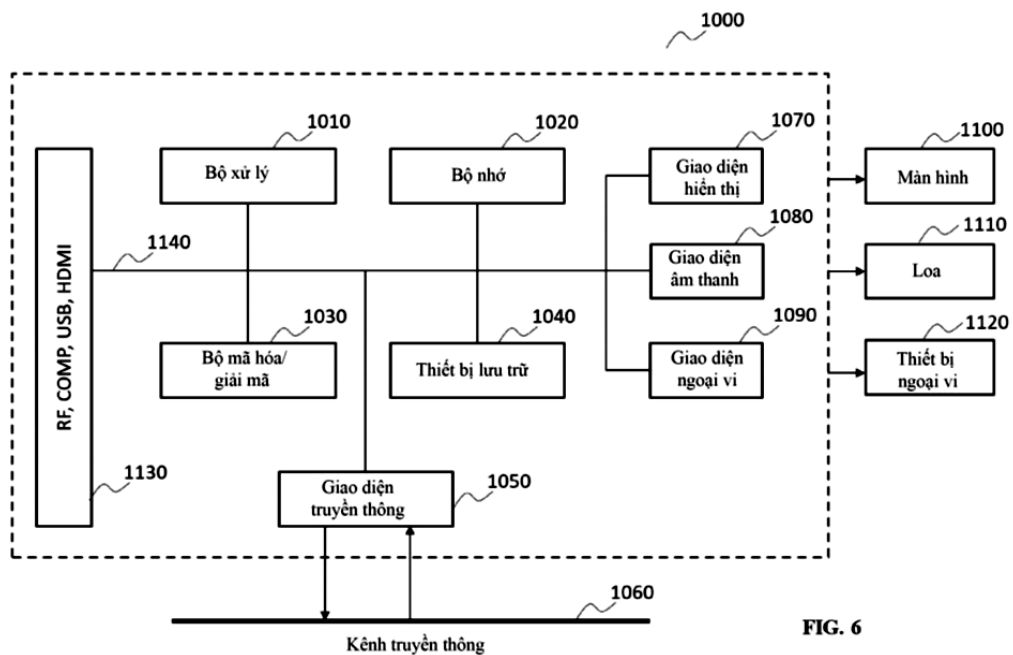 1000
1010
1020
1070
1100
Bộ xử lý
Bộ nhớ
Giao diện
hiển thị
Màn hình
1140
1080
1110
Giao diện
âm thanh
Loa
RF, COMP, USB, HDMI
1030
1040
1090
1120
Bộ mã hóa/
giải mã
Thiết bị lưu trữ
Giao diện
ngoại vi
Thiết bị
ngoại vi
1130
1050
Giao diện
truyền thông
1060
Kênh truyền thông
FIG. 6